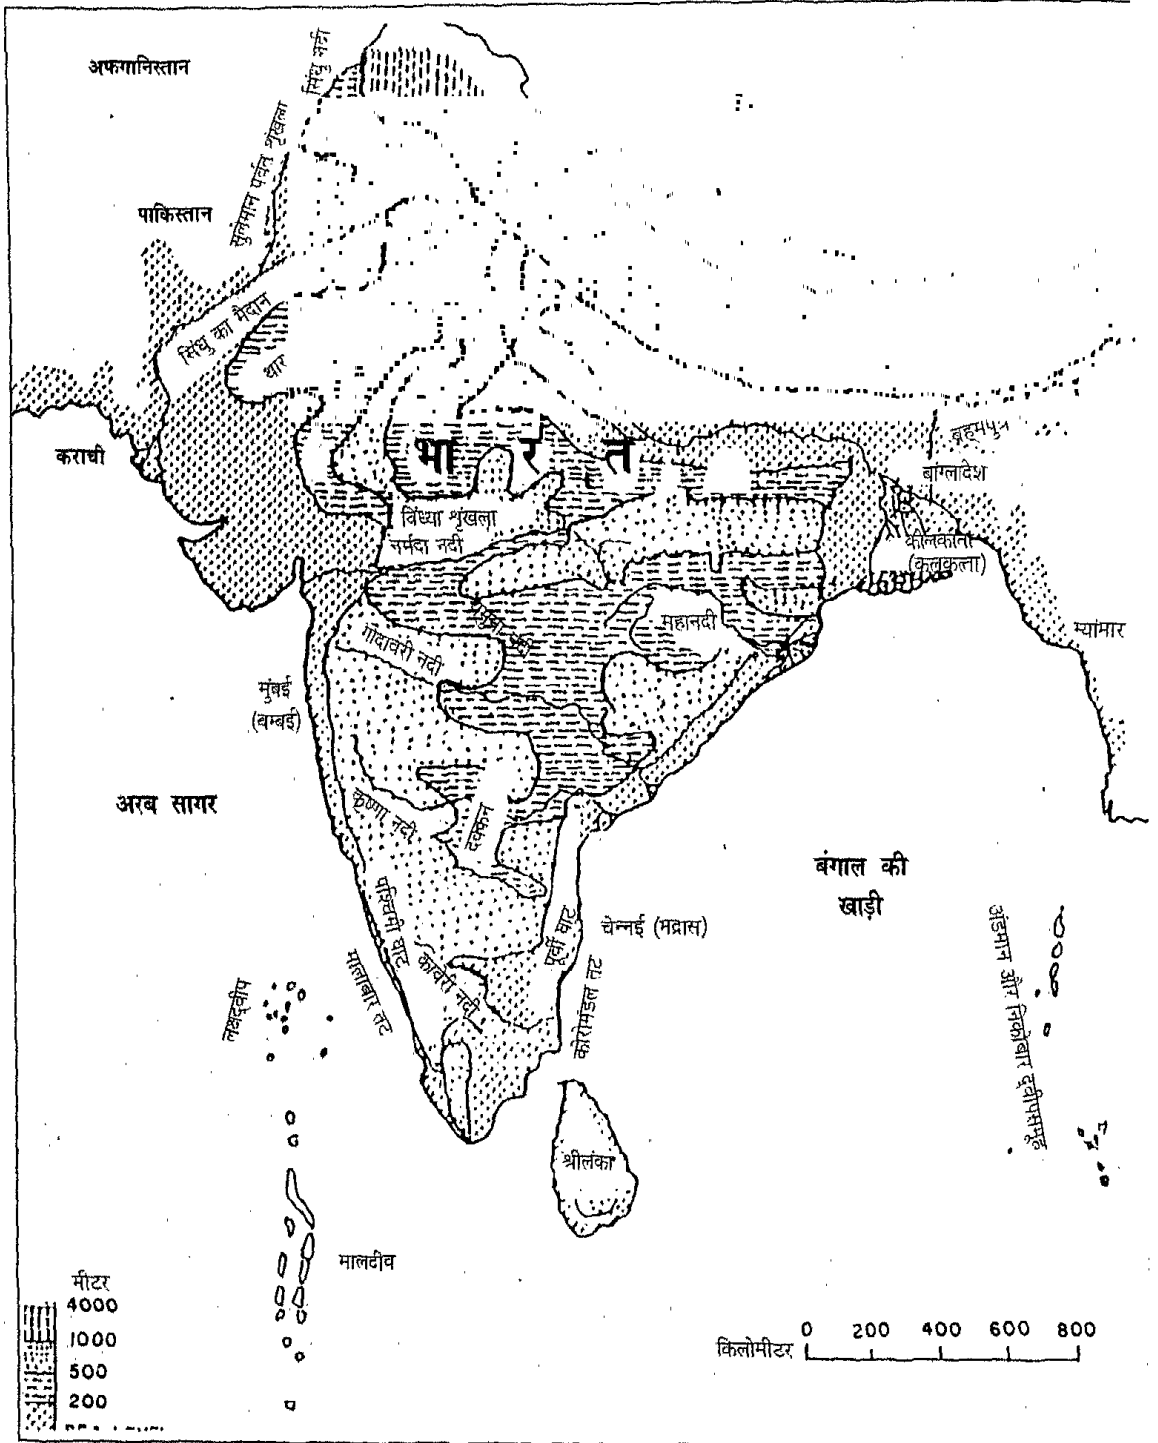 अफगानिस्तान
सिंधु नदी
सुलेमान पर्वत शृंखला
पाकिस्तान
सिंधु का मैदान
थार
कराची
भारत
ब्रह्मपुत्र
बांग्लादेश
कोलकाता
(कलकत्ता)
विंध्या शृंखला
नर्मदा नदी
महानदी
म्यांमार
गोदावरी नदी
मुंबई
(बम्बई)
अरब सागर
कृष्णा नदी
दक्कन
बंगाल की
खाड़ी
पश्चिमी घाट
पूर्वी घाट
चेन्नई (मद्रास)
अंडमान और निकोबार द्वीपसमूह
मालाबार तट
कावेरी नदी
कोरोमंडल तट
लक्षद्वीप
श्रीलंका
मालदीव
मीटर
4000
1000
500
200
किलोमीटर 0 200 400 600 800